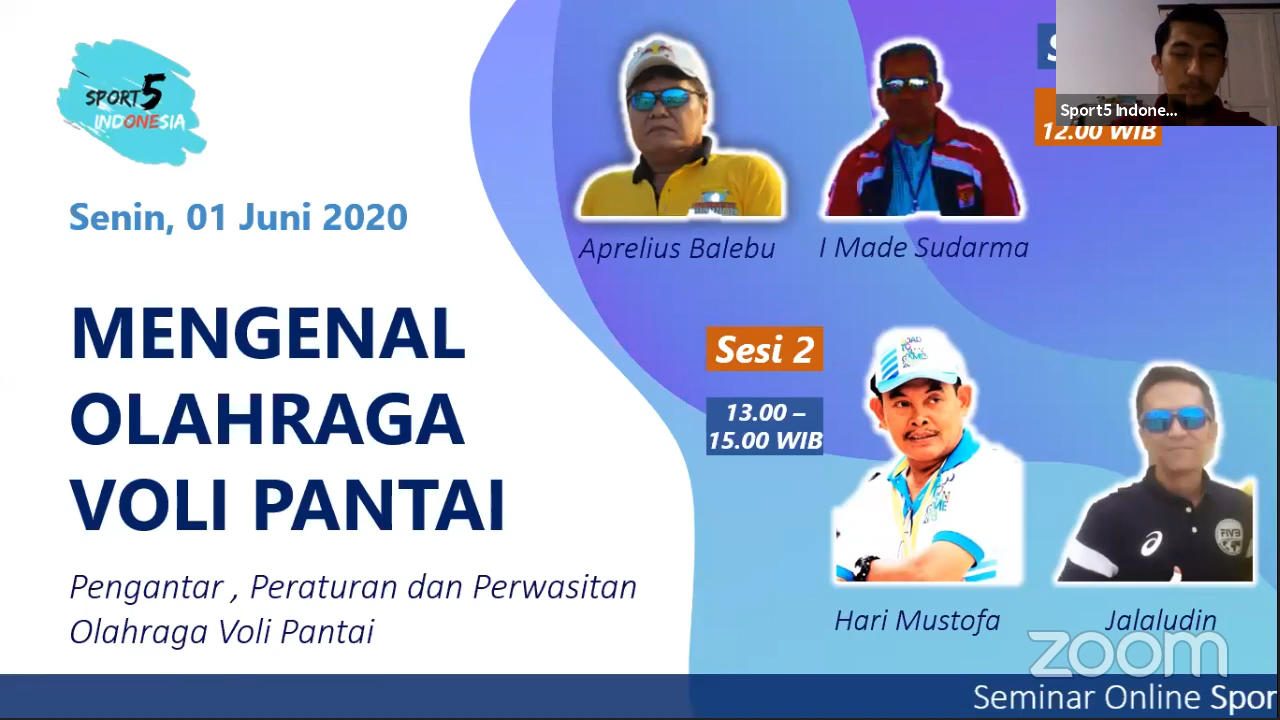 SPORT5
INDONESIA
Senin, 01 Juni 2020
MENGENAL
OLAHRAGA
VOLI PANTAI
Pengantar , Peraturan dan Perwasitan
Olahraga Voli Pantai
Sport5 Indone...
12.00 WIB
Aprelius Balebu
I Made Sudarma
Sesi 2
13.00 –
15.00 WIB
FIVB
Hari Mustofa
Jalaludin
zoom
Seminar Online Spor